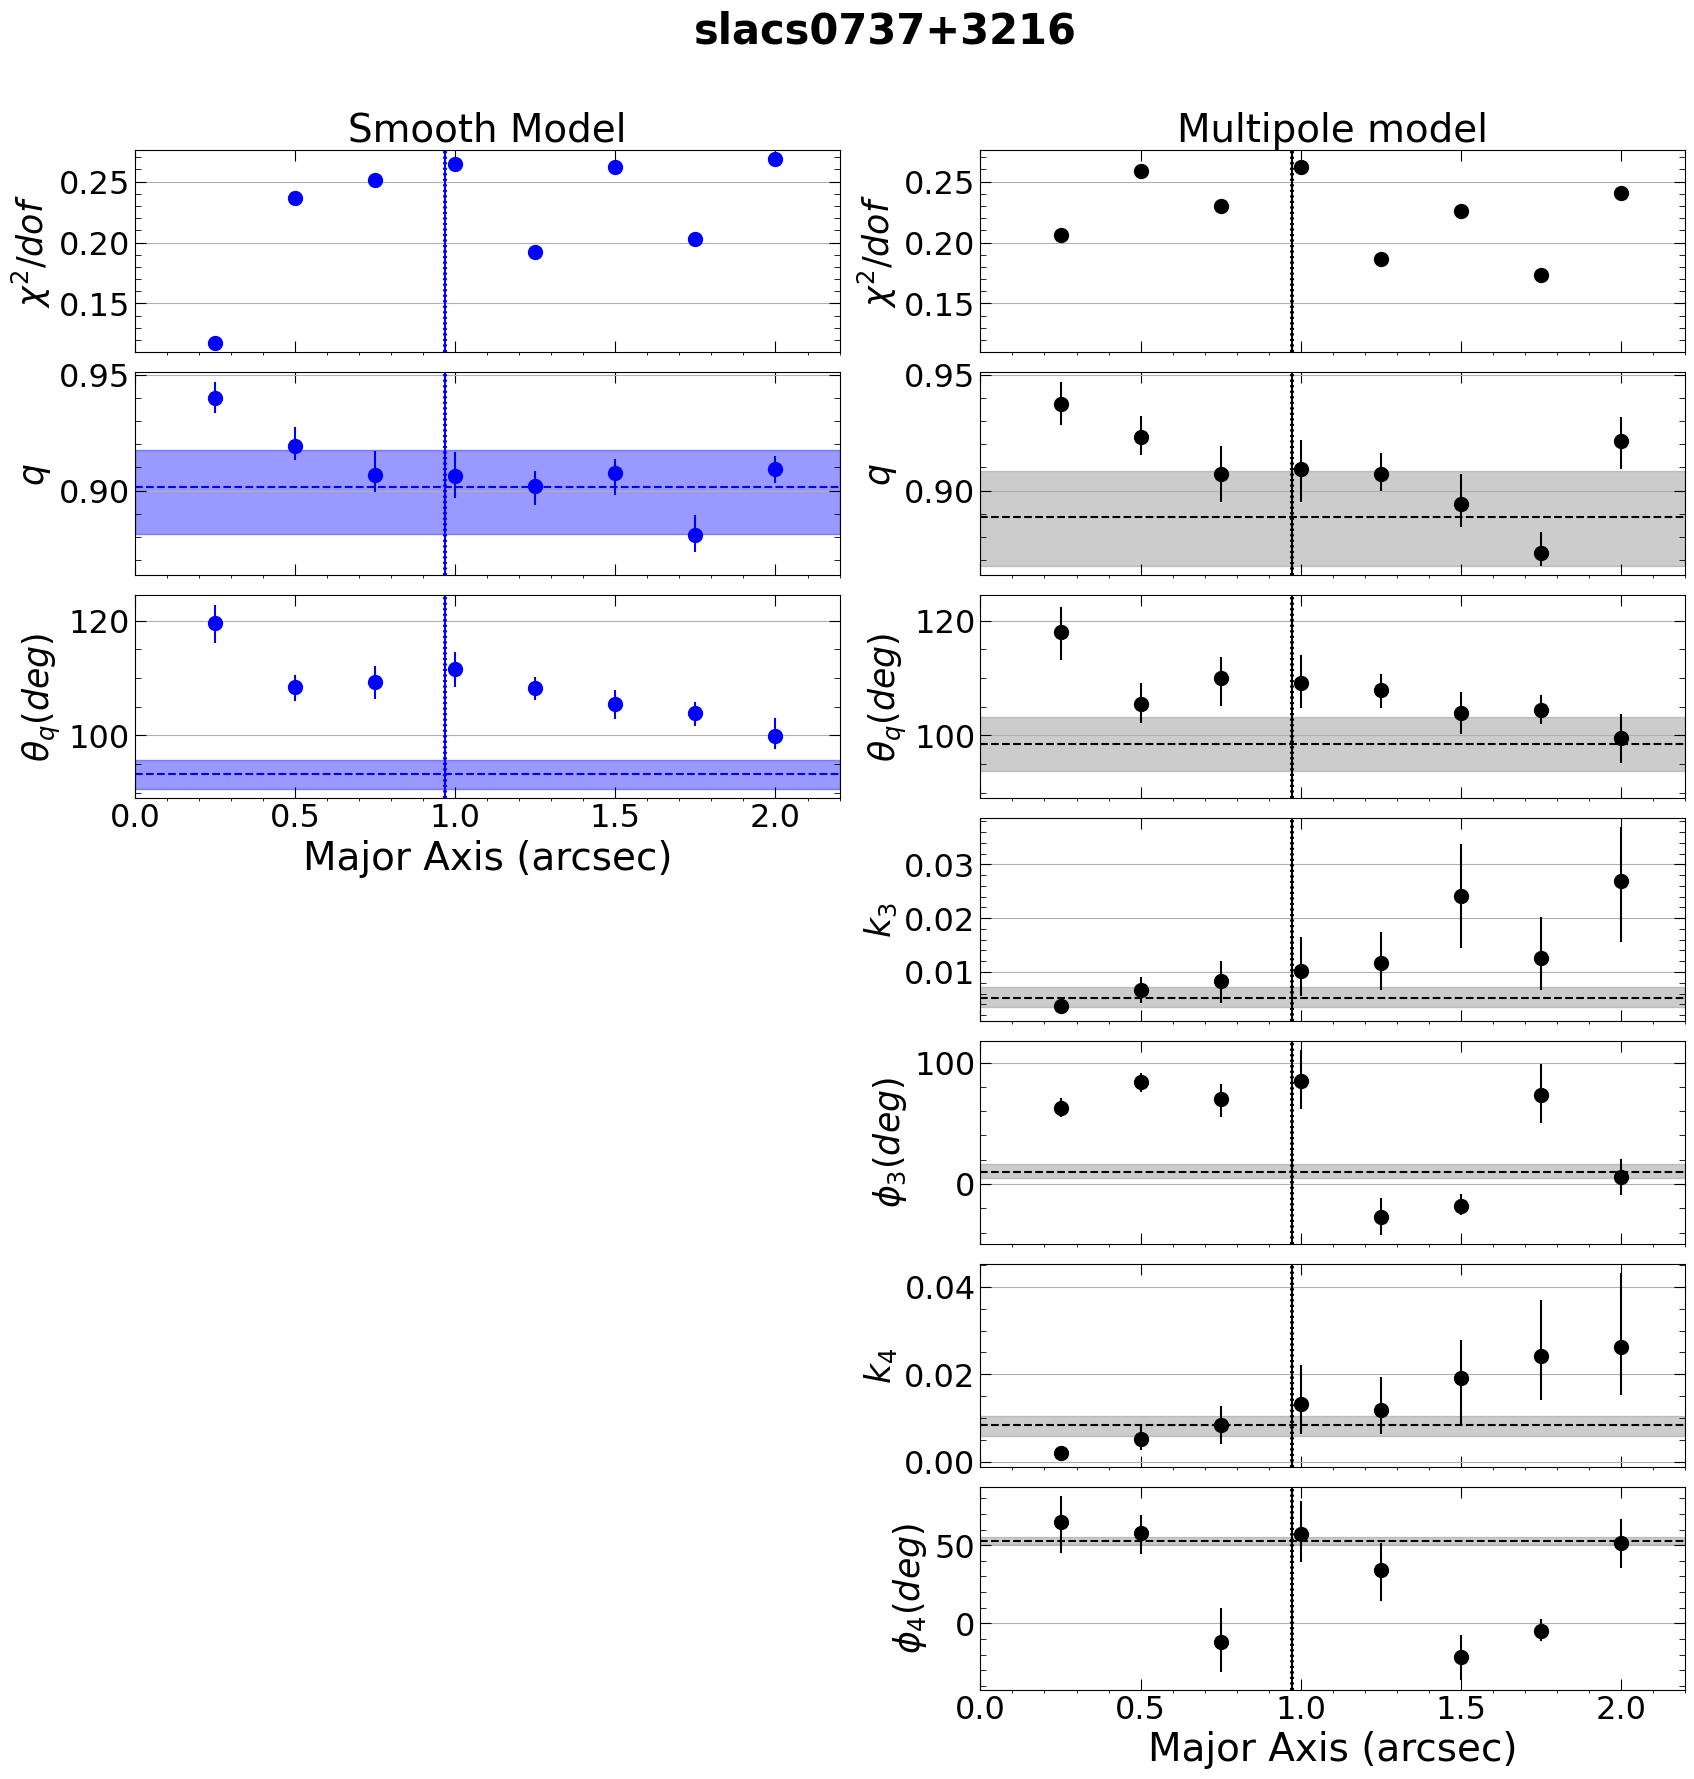 slacs0737+3216
Smooth Model
χ²/dof
0.25
0.20
0.15
q
0.95
0.90
θ_q(deg)
120
100
0.0 0.5 1.0 1.5 2.0
Major Axis (arcsec)
Multipole model
χ²/dof
0.25
0.20
0.15
q
0.95
0.90
θ_q(deg)
120
100
k₃
0.03
0.02
0.01
ϕ₃(deg)
100
0
k₄
0.04
0.02
0.00
ϕ₄(deg)
50
0
0.0 0.5 1.0 1.5 2.0
Major Axis (arcsec)